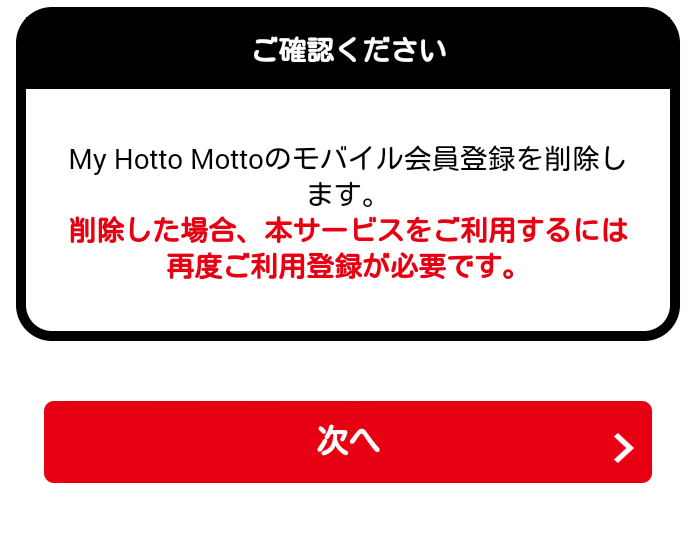 ご確認ください
My Hotto Mottoのモバイル会員登録を削除し
ます。
削除した場合、本サービスをご利用するには
再度ご利用登録が必要です。
次へ